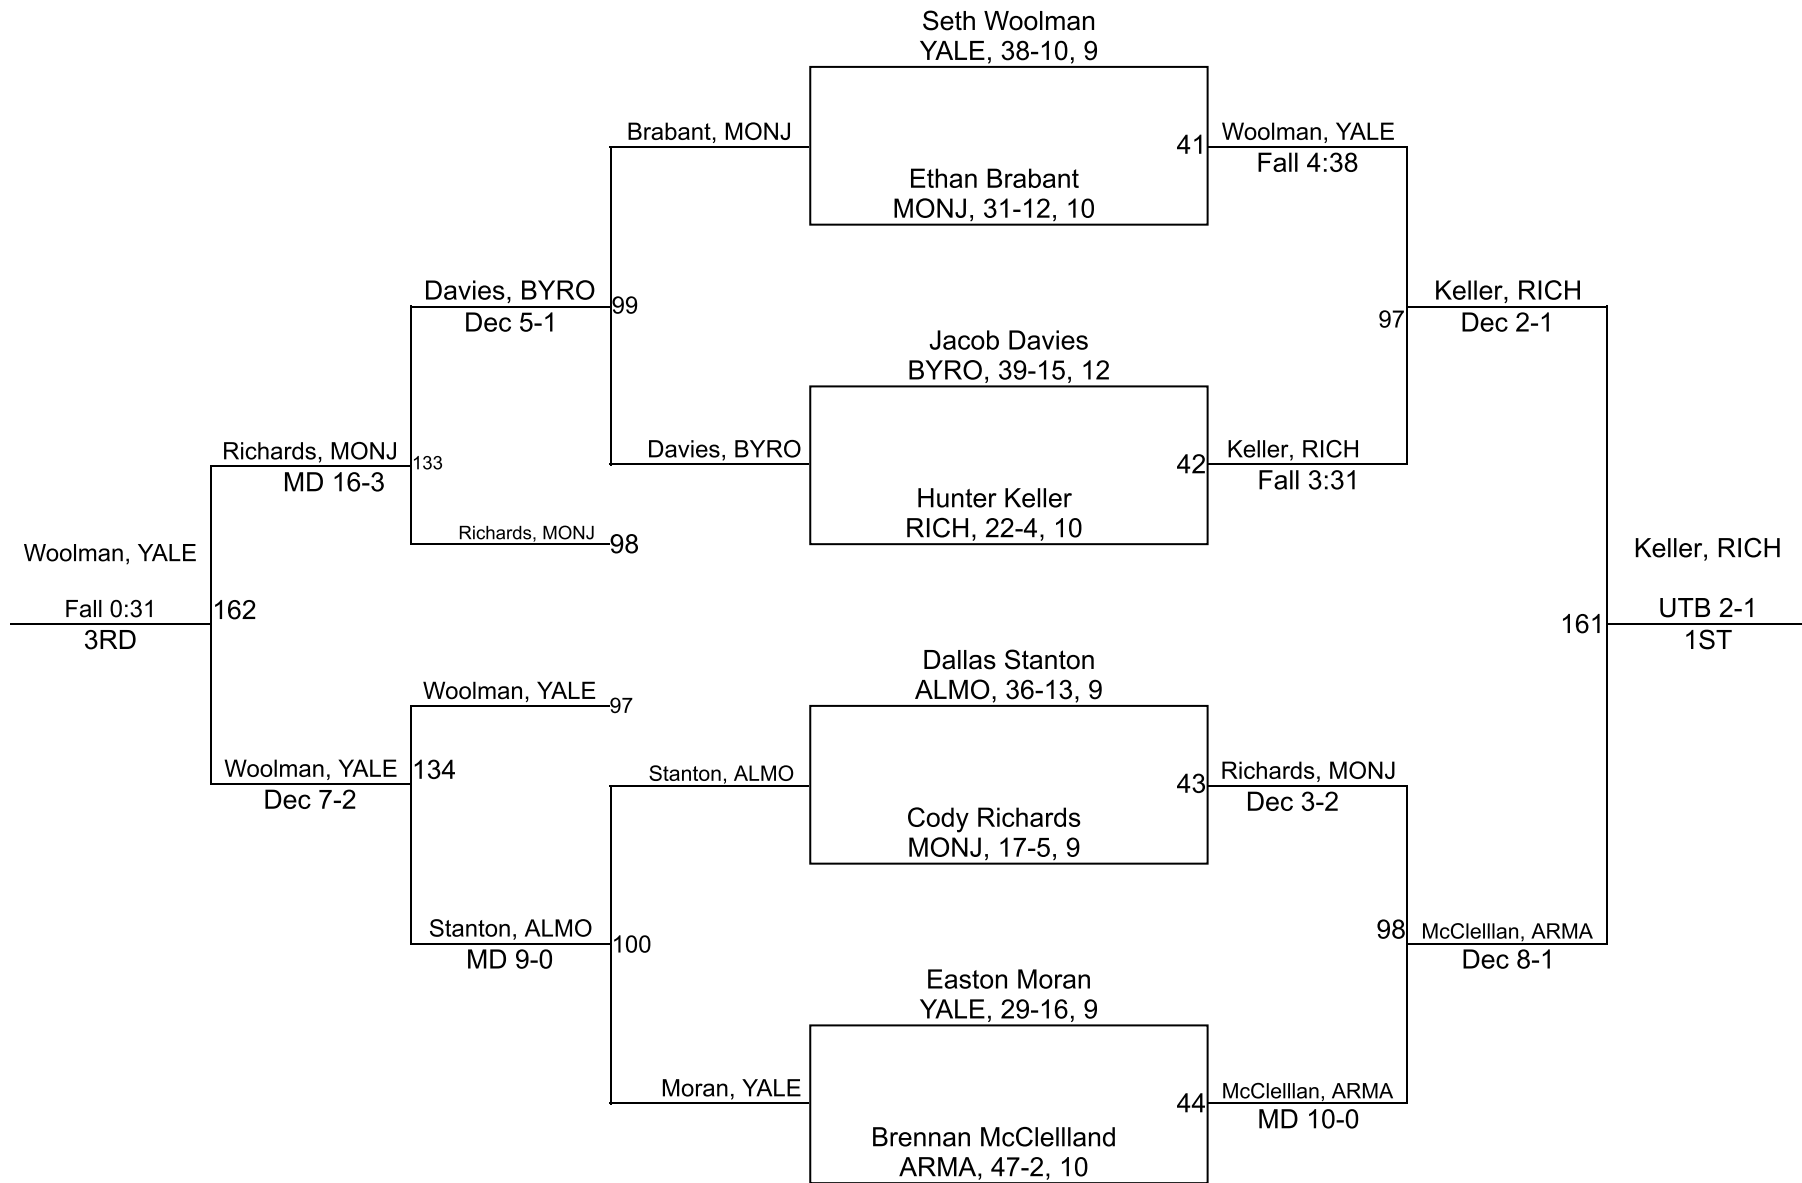 Seth Woolman
YALE, 38-10, 9
Brabant, MONJ
41
Woolman, YALE
Fall 4:38
Ethan Brabant
MONJ, 31-12, 10
Davies, BYRO
99
Dec 5-1
97
Keller, RICH
Dec 2-1
Jacob Davies
BYRO, 39-15, 12
Richards, MONJ
133
MD 16-3
Davies, BYRO
42
Keller, RICH
Fall 3:31
Hunter Keller
RICH, 22-4, 10
Richards, MONJ
98
Woolman, YALE
Keller, RICH
Fall 0:31
162
3RD
161
UTB 2-1
1ST
Dallas Stanton
ALMO, 36-13, 9
Woolman, YALE
97
Woolman, YALE
134
Dec 7-2
Stanton, ALMO
43
Richards, MONJ
Dec 3-2
Cody Richards
MONJ, 17-5, 9
Stanton, ALMO
100
MD 9-0
98
McClelllan, ARMA
Dec 8-1
Easton Moran
YALE, 29-16, 9
Moran, YALE
44
McClelllan, ARMA
MD 10-0
Brennan McClellland
ARMA, 47-2, 10